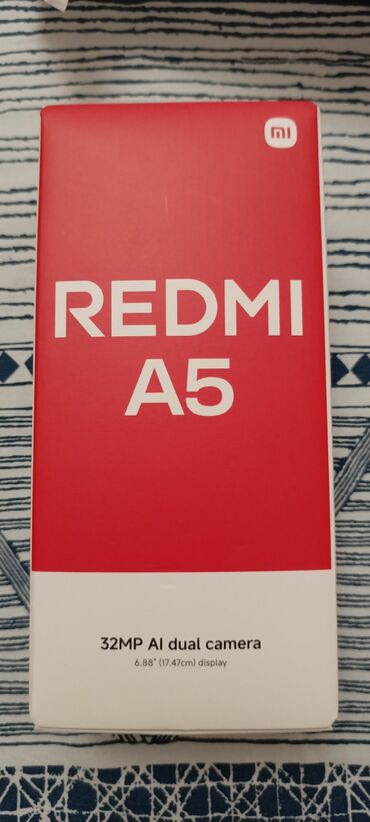 mi
REDMI
A5
32MP AI dual camera
6.88" (17.47cm) display